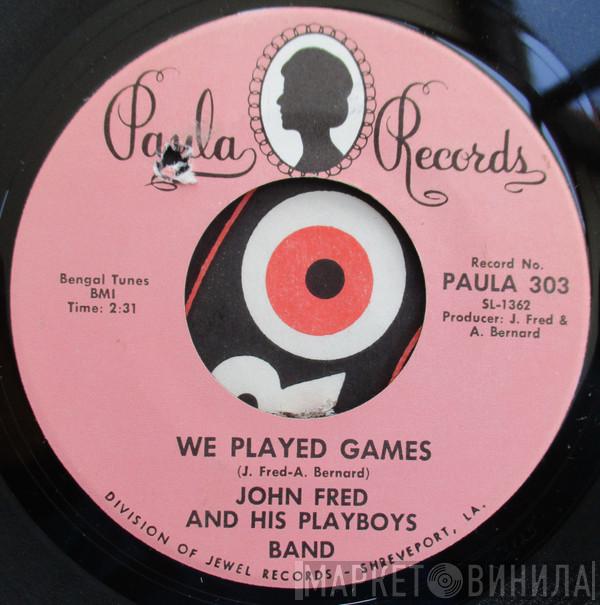 Paula Records
Bengal Tunes
BMI
Time: 2:31
Record No.
PAULA 303
SL-1362
Producer: J. Fred &
A. Bernard
WE PLAYED GAMES
(J. Fred-A. Bernard)
JOHN FRED
AND HIS PLAYBOYS
BAND
DIVISION OF JEWEL RECORDS SHREVEPORT, LA.
МАРКЕТ ВИНИЛА